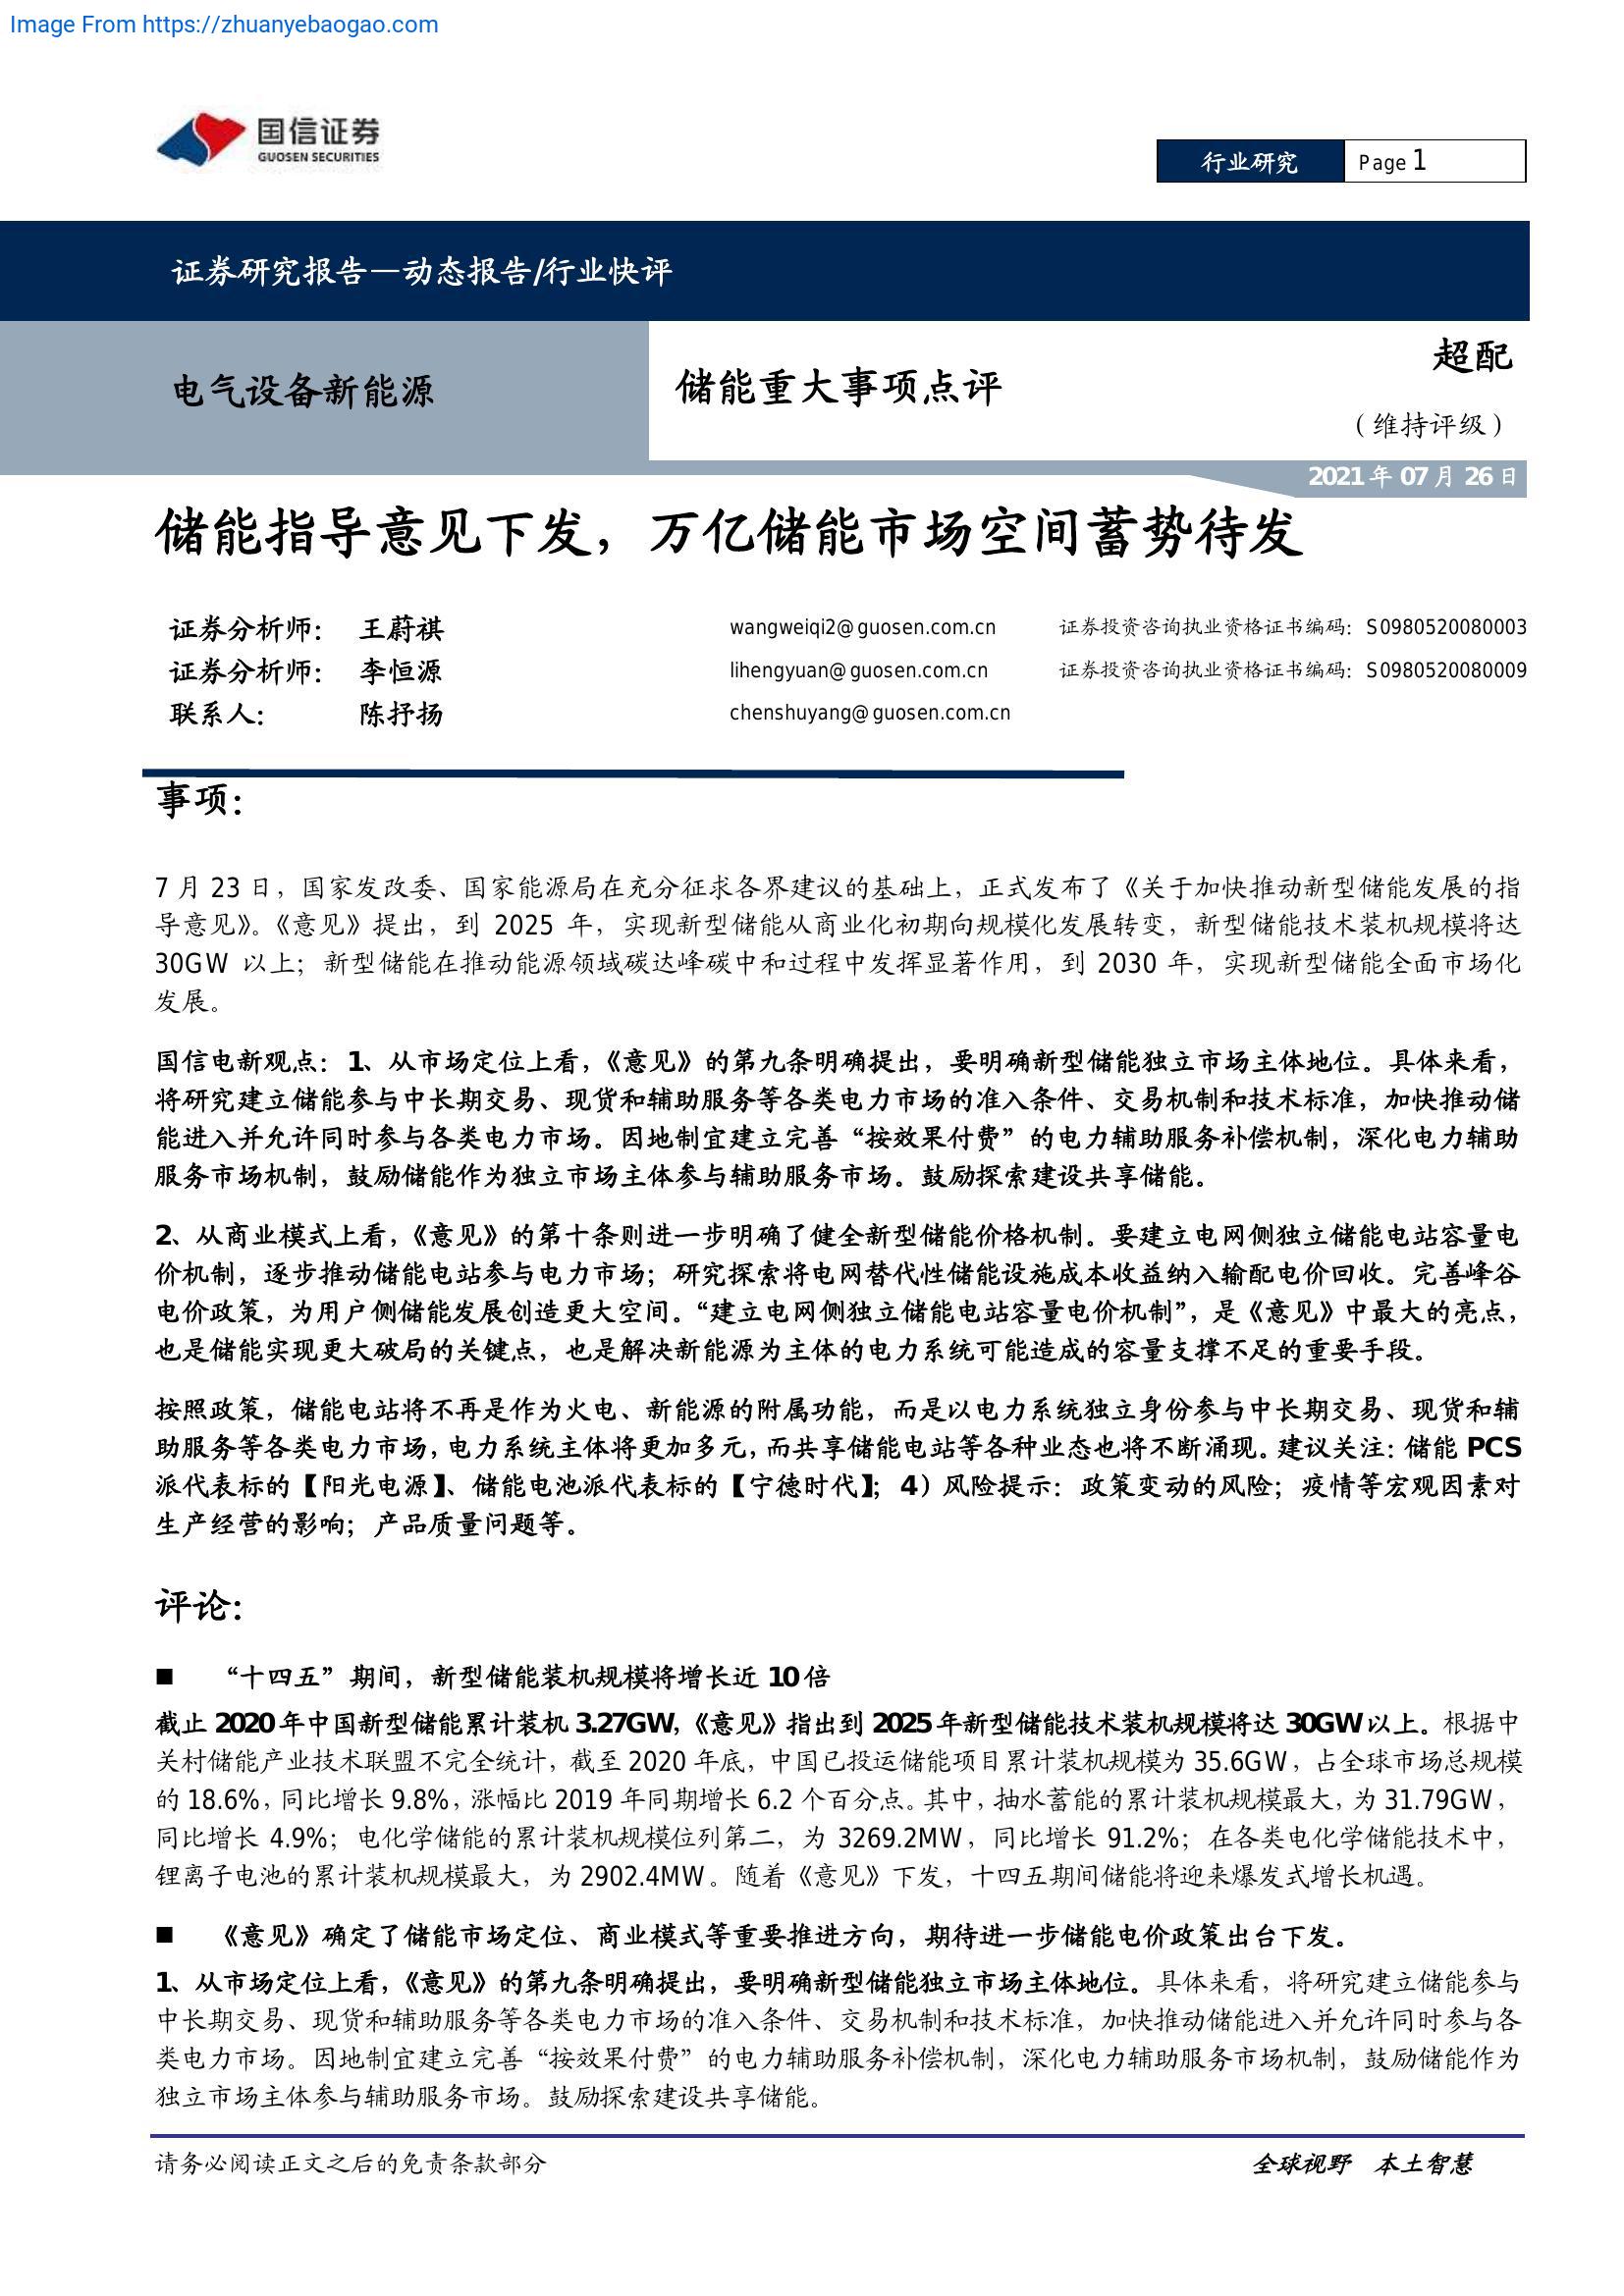 Image From https://zhuanyebaogao.com
国信证券
GUOSEN SECURITIES
行业研究 Page 1
证券研究报告—动态报告/行业快评
电气设备新能源
储能重大事项点评
超配
（维持评级）
2021 年 07 月 26 日
储能指导意见下发，万亿储能市场空间蓄势待发
证券分析师： 王蔚祺 wangweiqi2@guosen.com.cn 证券投资咨询执业资格证书编码：S0980520080003
证券分析师： 李恒源 lihengyuan@guosen.com.cn 证券投资咨询执业资格证书编码：S0980520080009
联系人： 陈抒扬 chenshuyang@guosen.com.cn
事项：
7 月 23 日，国家发改委、国家能源局在充分征求各界建议的基础上，正式发布了《关于加快推动新型储能发展的指
导意见》。《意见》提出，到 2025 年，实现新型储能从商业化初期向规模化发展转变，新型储能技术装机规模将达
30GW 以上；新型储能在推动能源领域碳达峰碳中和过程中发挥显著作用，到 2030 年，实现新型储能全面市场化
发展。
国信电新观点：1、从市场定位上看，《意见》的第九条明确提出，要明确新型储能独立市场主体地位。具体来看，
将研究建立储能参与中长期交易、现货和辅助服务等各类电力市场的准入条件、交易机制和技术标准，加快推动储
能进入并允许同时参与各类电力市场。因地制宜建立完善“按效果付费”的电力辅助服务补偿机制，深化电力辅助
服务市场机制，鼓励储能作为独立市场主体参与辅助服务市场。鼓励探索建设共享储能。
2、从商业模式上看，《意见》的第十条则进一步明确了健全新型储能价格机制。要建立电网侧独立储能电站容量电
价机制，逐步推动储能电站参与电力市场；研究探索将电网替代性储能设施成本收益纳入输配电价回收。完善峰谷
电价政策，为用户侧储能发展创造更大空间。“建立电网侧独立储能电站容量电价机制”，是《意见》中最大的亮点，
也是储能实现更大破局的关键点，也是解决新能源为主体的电力系统可能造成的容量支撑不足的重要手段。
按照政策，储能电站将不再是作为火电、新能源的附属功能，而是以电力系统独立身份参与中长期交易、现货和辅
助服务等各类电力市场，电力系统主体将更加多元，而共享储能电站等各种业态也将不断涌现。建议关注：储能 PCS
派代表标的【阳光电源】、储能电池派代表标的【宁德时代】；4）风险提示：政策变动的风险；疫情等宏观因素对
生产经营的影响；产品质量问题等。
评论：
■ “十四五”期间，新型储能装机规模将增长近 10 倍
截止 2020 年中国新型储能累计装机 3.27GW，《意见》指出到 2025 年新型储能技术装机规模将达 30GW 以上。根据中
关村储能产业技术联盟不完全统计，截至 2020 年底，中国已投运储能项目累计装机规模为 35.6GW，占全球市场总规模
的 18.6%，同比增长 9.8%，涨幅比 2019 年同期增长 6.2 个百分点。其中，抽水蓄能的累计装机规模最大，为 31.79GW，
同比增长 4.9%；电化学储能的累计装机规模位列第二，为 3269.2MW，同比增长 91.2%；在各类电化学储能技术中，
锂离子电池的累计装机规模最大，为 2902.4MW。随着《意见》下发，十四五期间储能将迎来爆发式增长机遇。
■ 《意见》确定了储能市场定位、商业模式等重要推进方向，期待进一步储能电价政策出台下发。
1、从市场定位上看，《意见》的第九条明确提出，要明确新型储能独立市场主体地位。具体来看，将研究建立储能参与
中长期交易、现货和辅助服务等各类电力市场的准入条件、交易机制和技术标准，加快推动储能进入并允许同时参与各
类电力市场。因地制宜建立完善“按效果付费”的电力辅助服务补偿机制，深化电力辅助服务市场机制，鼓励储能作为
独立市场主体参与辅助服务市场。鼓励探索建设共享储能。
请务必阅读正文之后的免责条款部分 全球视野 本土智慧